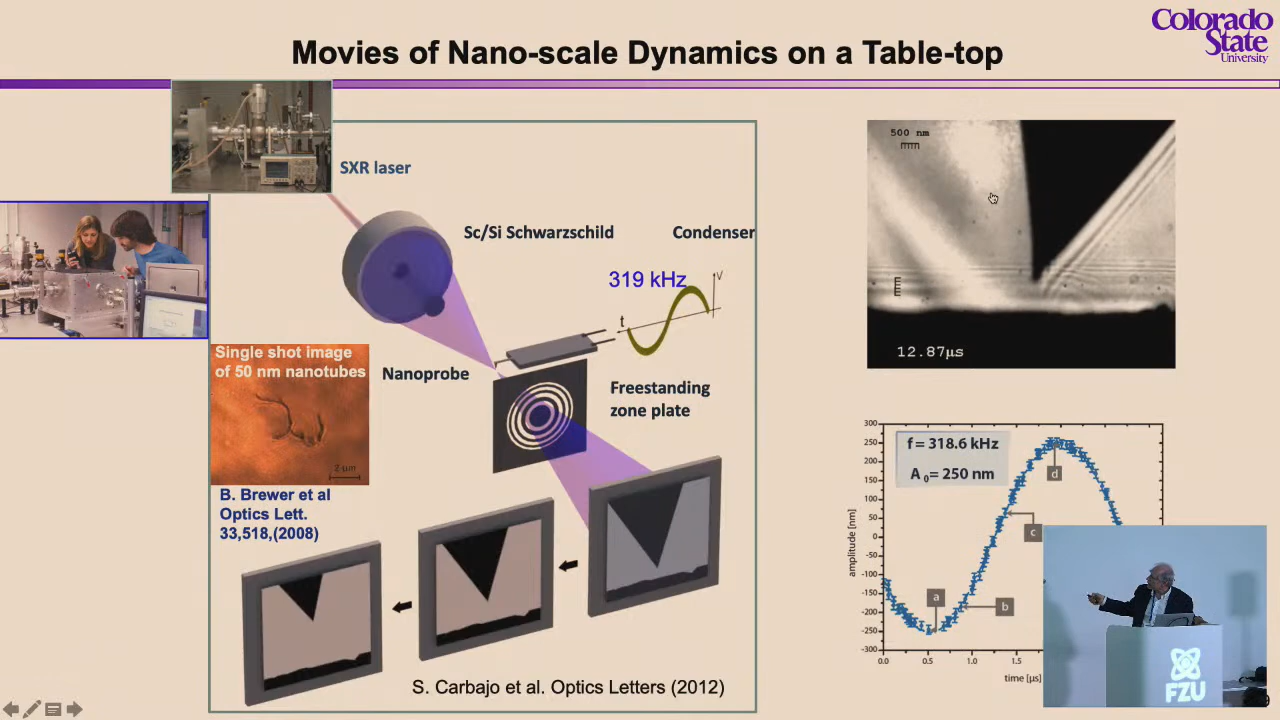 Movies of Nano-scale Dynamics on a Table-top
Colorado
State
University
SXR laser
Sc/Si Schwarzschild
Condenser
319 kHz
V
t
Single shot image
of 50 nm nanotubes
2 μm
Nanoprobe
Freestanding
zone plate
B. Brewer et al
Optics Lett.
33,518,(2008)
S. Carbajo et al. Optics Letters (2012)
500 nm
12.87µs
f = 318.6 kHz
A 0= 250 nm
amplitude [nm]
300
250
200
150
100
50
0
-50
-100
-150
-200
-250
-300
a
b
c
d
0.0 0.5 1.0 1.5
time [µs]
FZU